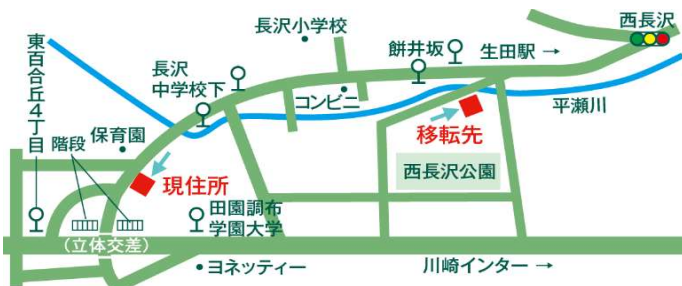 西長沢
長沢小学校
餅井坂
生田駅 →
東百合丘4丁目
長沢
中学校下
コンビニ
平瀬川
保育園
階段
移転先
西長沢公園
現住所
田園調布
学園大学
(立体交差)
ヨネッティー
川崎インター →